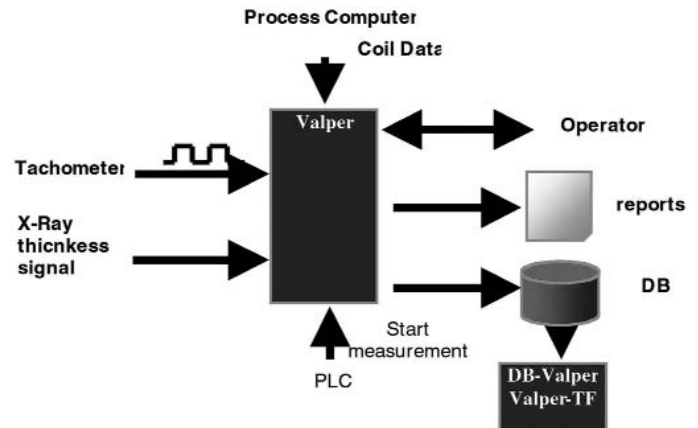 Process Computer
Coil Data
Valper
Operator
Tachometer
reports
X-Ray
thicnkess
signal
DB
Start
measurement
PLC
DB-Valper
Valper-TF